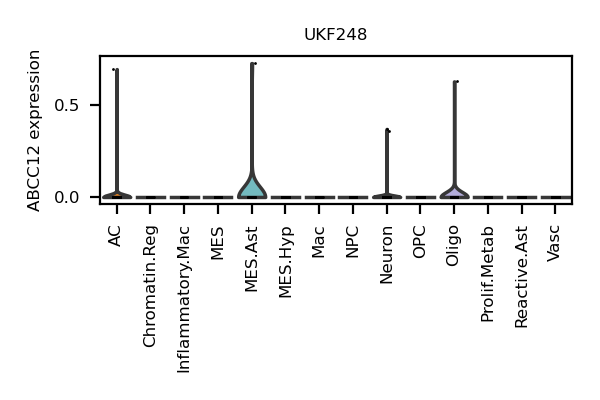 UKF248
ABCC12 expression
0.5
0.0
AC
Chromatin.Reg
Inflammatory.Mac
MES
MES.Ast
MES.Hyp
Mac
NPC
Neuron
OPC
Oligo
Prolif.Metab
Reactive.Ast
Vasc